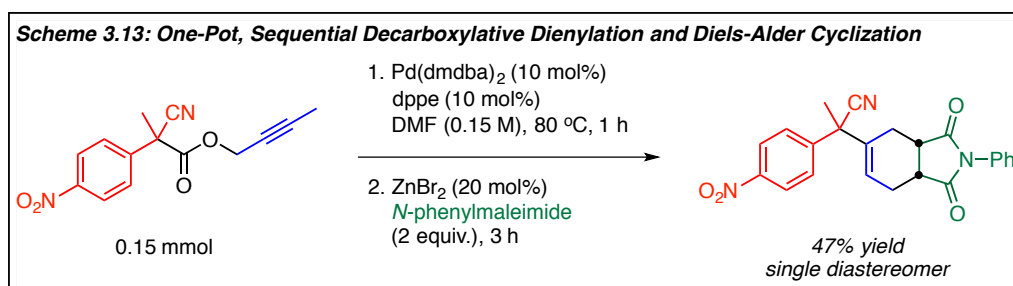 Scheme 3.13: One-Pot, Sequential Decarboxylative Dienylation and Diels-Alder Cyclization
CN
O
O
O₂N
0.15 mmol
1. Pd(dmdba)₂ (10 mol%)
dppe (10 mol%)
DMF (0.15 M), 80 ºC, 1 h
2. ZnBr₂ (20 mol%)
N-phenylmaleimide
(2 equiv.), 3 h
CN
O
N Ph
O
O₂N
47% yield
single diastereomer